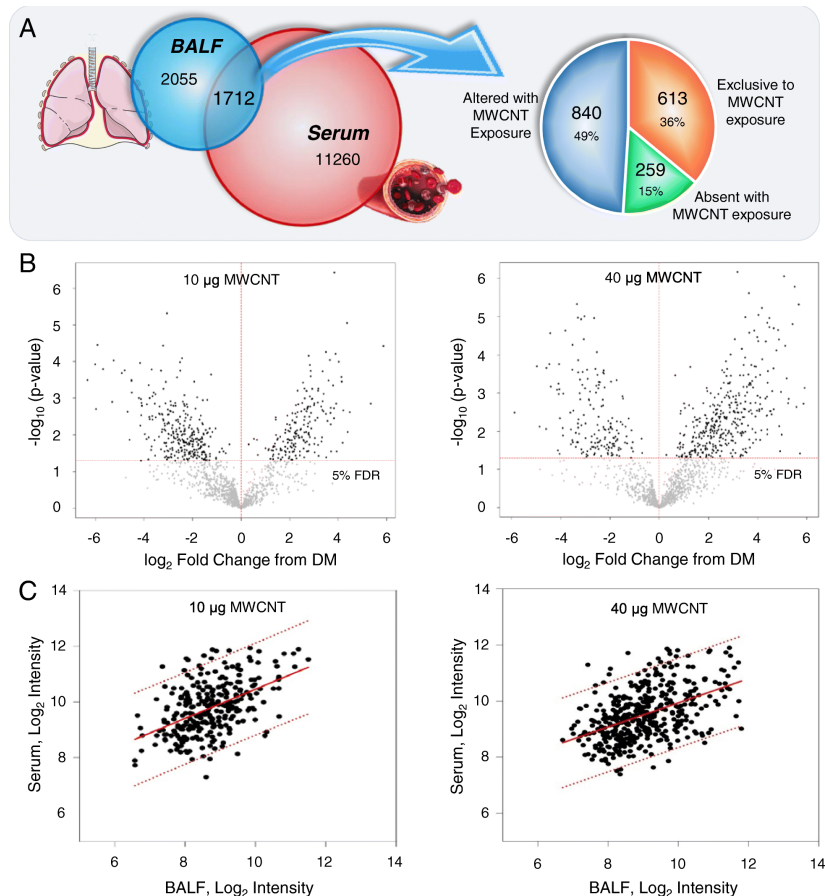 A
BALF
2055
1712
Serum
11260
Altered with
MWCNT
Exposure
840
49%
613
36%
Exclusive to
MWCNT
exposure
259
15%
Absent with
MWCNT exposure
B
10 µg MWCNT
-log10 (p-value)
6
5
4
3
2
1
0
5% FDR
-6 -4 -2 0 2 4 6
log2 Fold Change from DM
40 µg MWCNT
-log10 (p-value)
6
5
4
3
2
1
0
5% FDR
-6 -4 -2 0 2 4 6
log2 Fold Change from DM
C
10 µg MWCNT
Serum, Log2 Intensity
14
12
10
8
6
6 8 10 12 14
BALF, Log2 Intensity
40 µg MWCNT
Serum, Log2 Intensity
14
12
10
8
6
6 8 10 12 14
BALF, Log2 Intensity